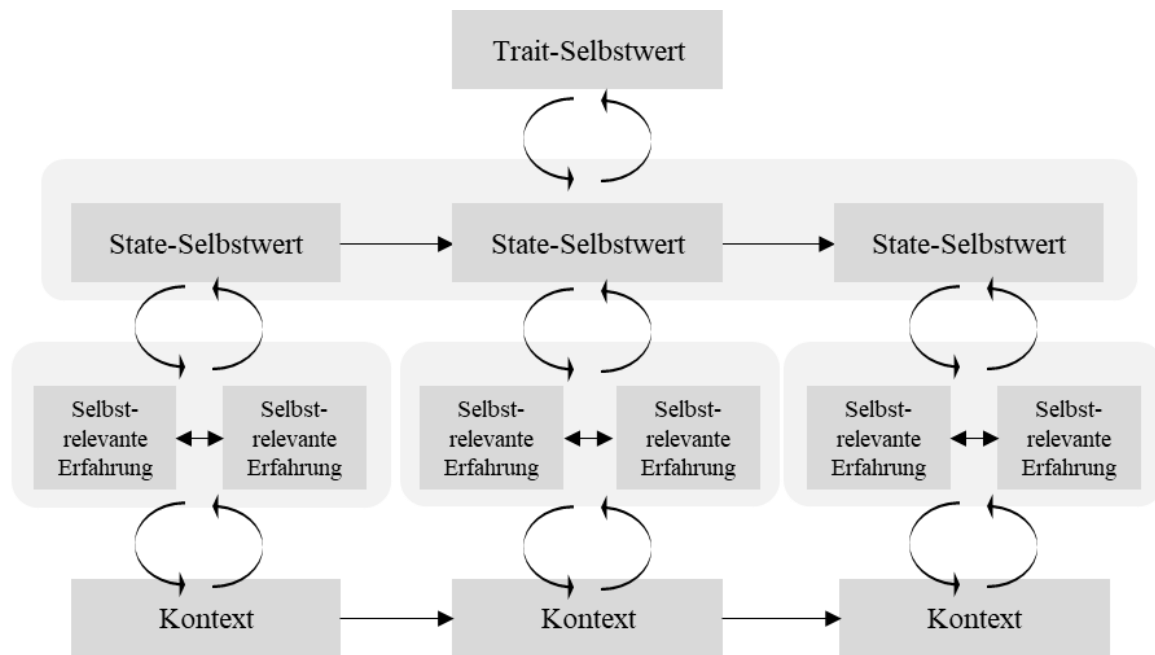 Trait-Selbstwert
State-Selbstwert
State-Selbstwert
State-Selbstwert
Selbst-
relevante
Erfahrung
Selbst-
relevante
Erfahrung
Selbst-
relevante
Erfahrung
Selbst-
relevante
Erfahrung
Selbst-
relevante
Erfahrung
Selbst-
relevante
Erfahrung
Kontext
Kontext
Kontext